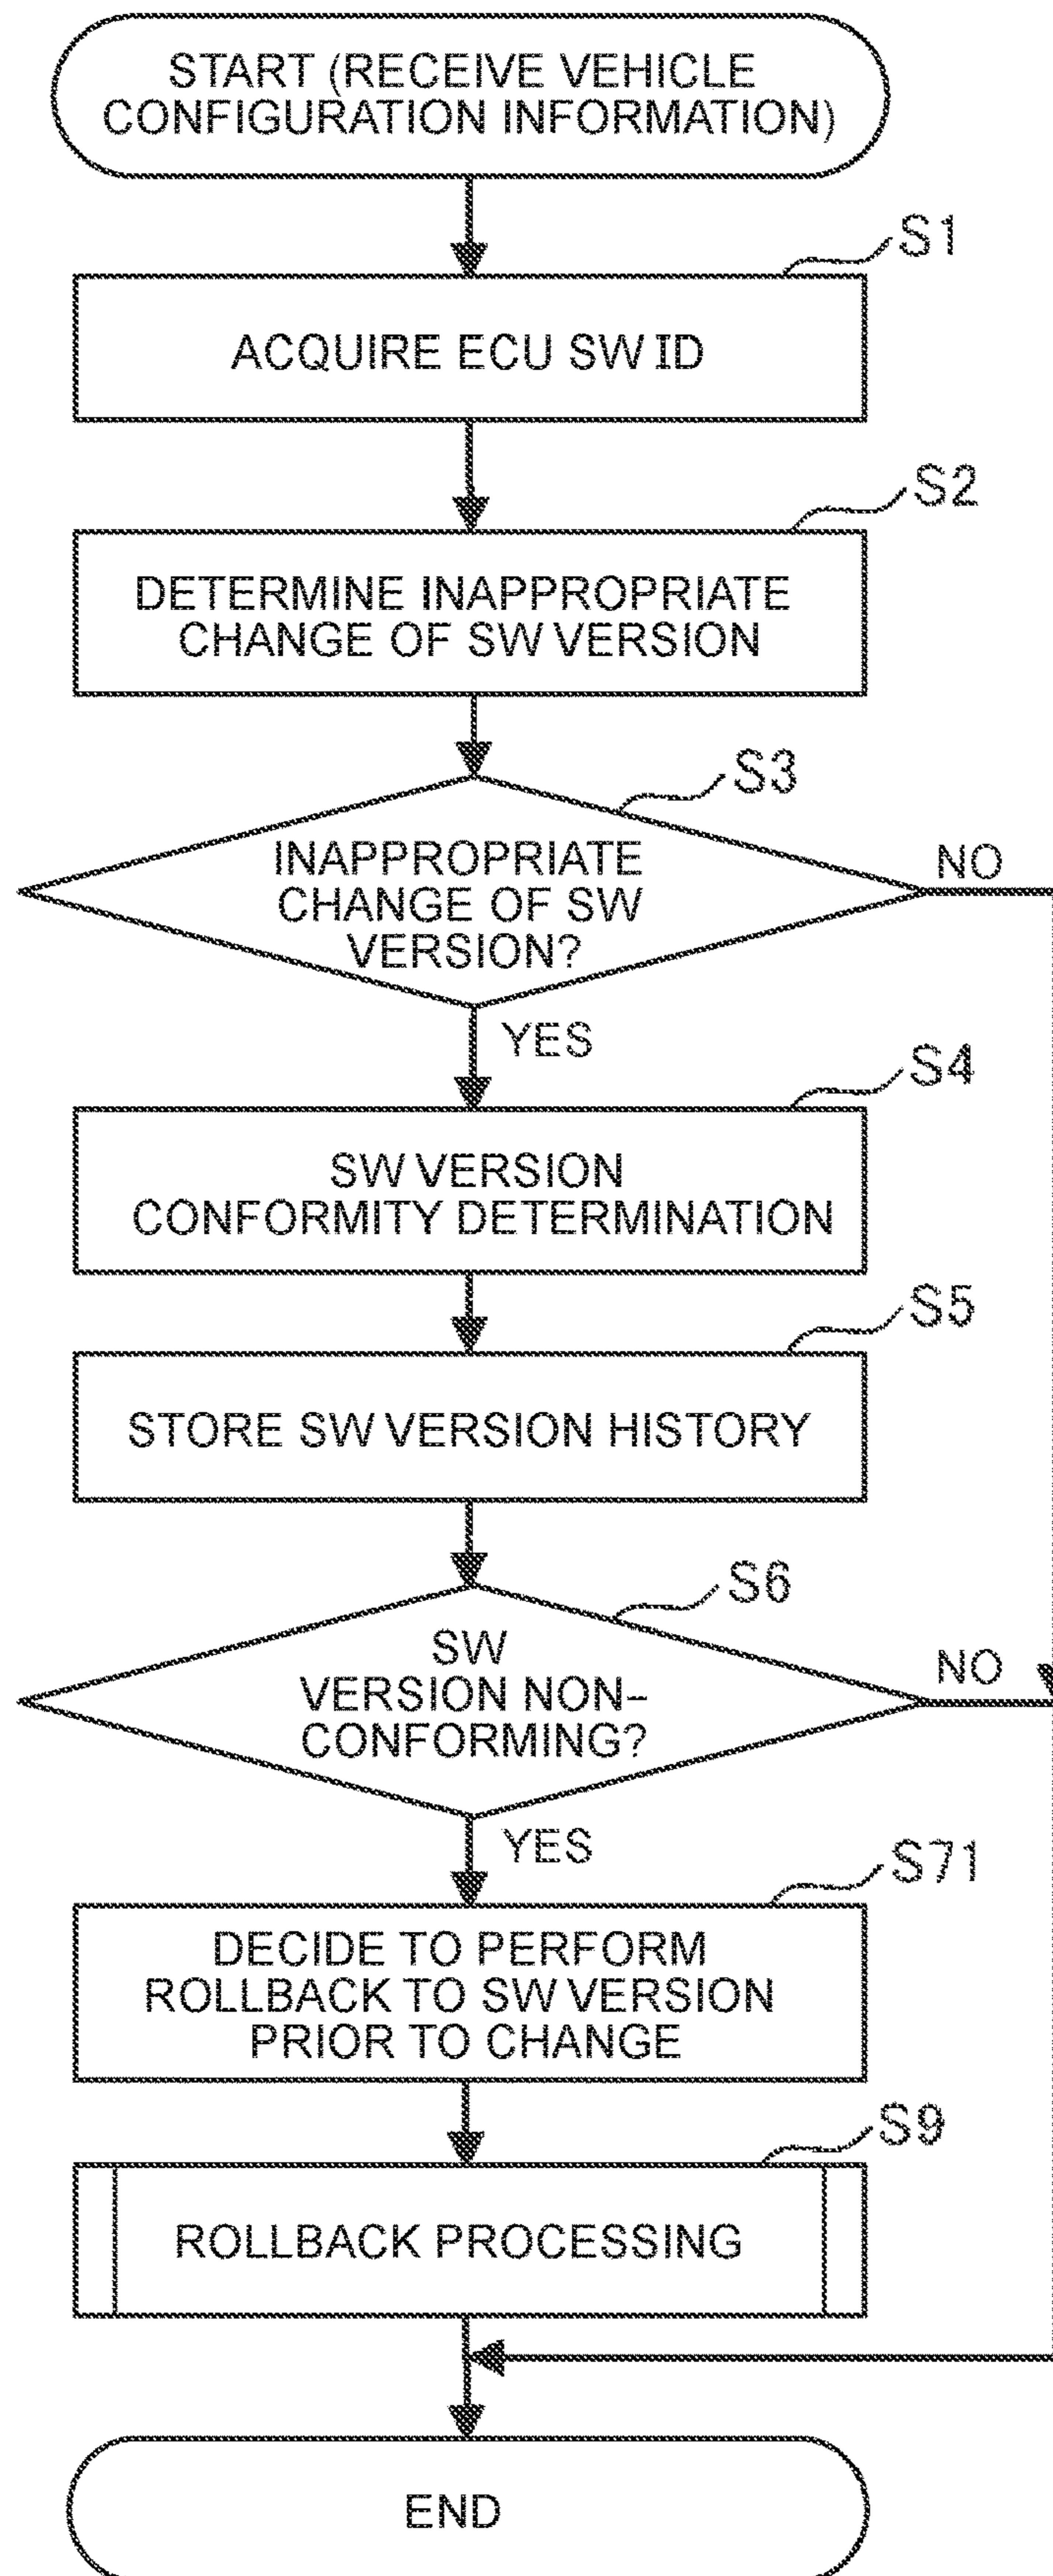 START (RECEIVE VEHICLE
CONFIGURATION INFORMATION)
S1
ACQUIRE ECU SW ID
S2
DETERMINE INAPPROPRIATE
CHANGE OF SW VERSION
S3
INAPPROPRIATE
CHANGE OF SW
VERSION?
NO
YES
S4
SW VERSION
CONFORMITY DETERMINATION
S5
STORE SW VERSION HISTORY
S6
SW
VERSION NON-
CONFORMING?
NO
YES
S71
DECIDE TO PERFORM
ROLLBACK TO SW VERSION
PRIOR TO CHANGE
S9
ROLLBACK PROCESSING
END